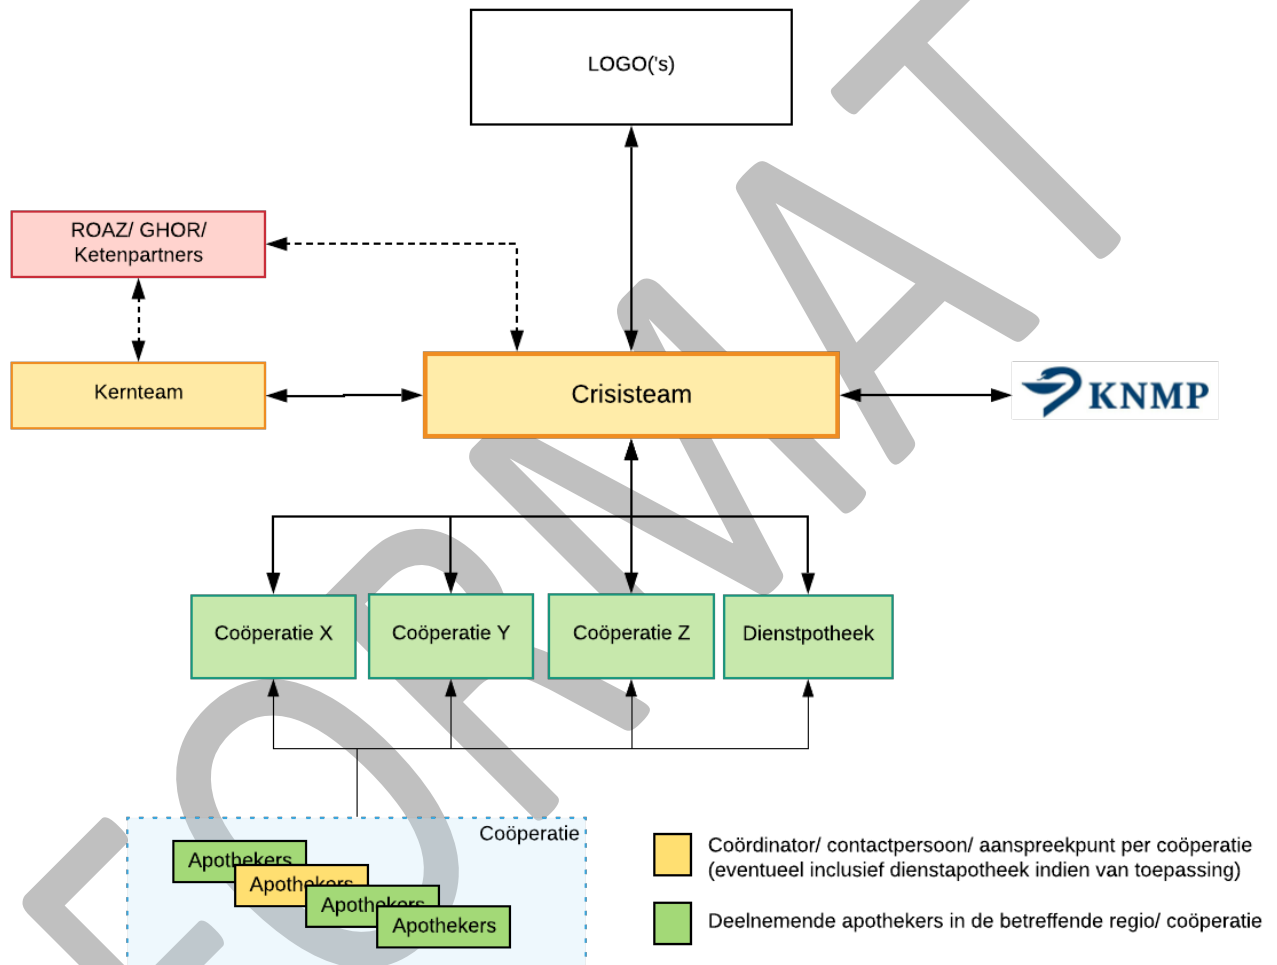 LOGO('s)
ROAZ/ GHOR/
Ketenpartners
Kernteam
Crisisteam
KNMP
Coöperatie X
Coöperatie Y
Coöperatie Z
Dienstpotheek
Coöperatie
Apothekers
Apothekers
Apothekers
Apothekers
Coördinator/ contactpersoon/ aanspreekpunt per coöperatie
(eventueel inclusief dienstapotheek indien van toepassing)
Deelnemende apothekers in de betreffende regio/ coöperatie
FORMAT